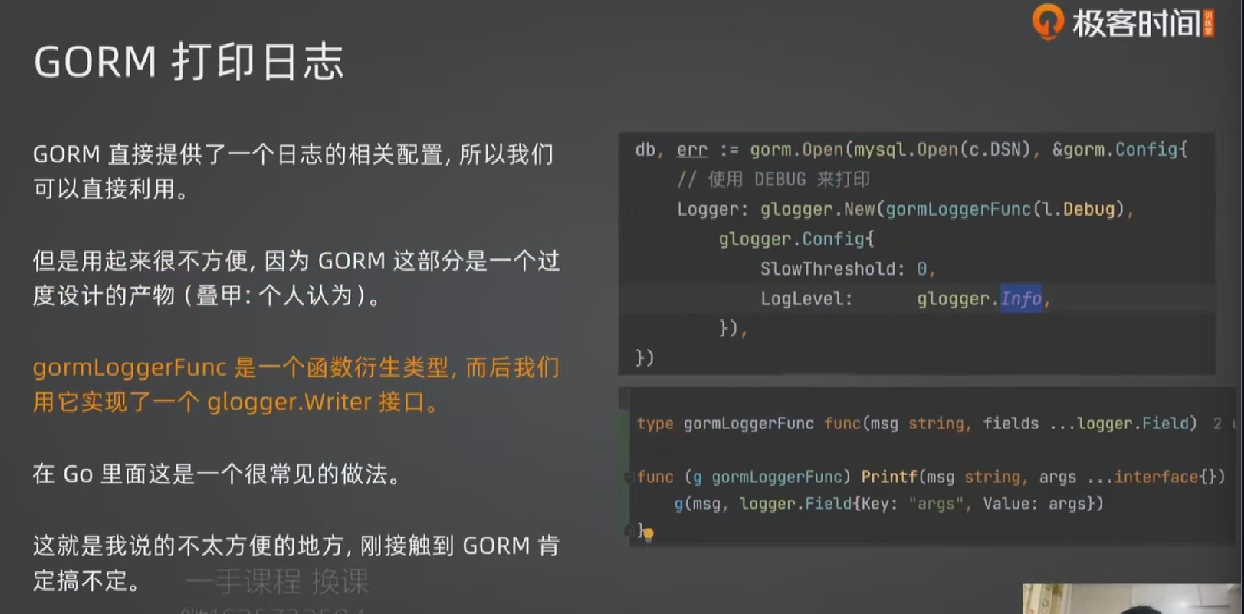 极客时间
训练营
GORM 打印日志
GORM 直接提供了一个日志的相关配置, 所以我们
可以直接利用。
但是用起来很不方便, 因为 GORM 这部分是一个过
度设计的产物 (叠甲: 个人认为)。
gormLoggerFunc 是一个函数衍生类型, 而后我们
用它实现了一个 glogger.Writer 接口。
在 Go 里面这是一个很常见的做法。
这就是我说的不太方便的地方, 刚接触到 GORM 肯
定搞不定。
一手课程 换课
db, err := gorm.Open(mysql.Open(c.DSN), &gorm.Config{
// 使用 DEBUG 来打印
Logger: glogger.New(gormLoggerFunc(l.Debug),
glogger.Config{
SlowThreshold: 0,
LogLevel: glogger.Info,
}),
})
type gormLoggerFunc func(msg string, fields ...logger.Field) 2
func (g gormLoggerFunc) Printf(msg string, args ...interface{})
g(msg, logger.Field{Key: "args", Value: args})
}